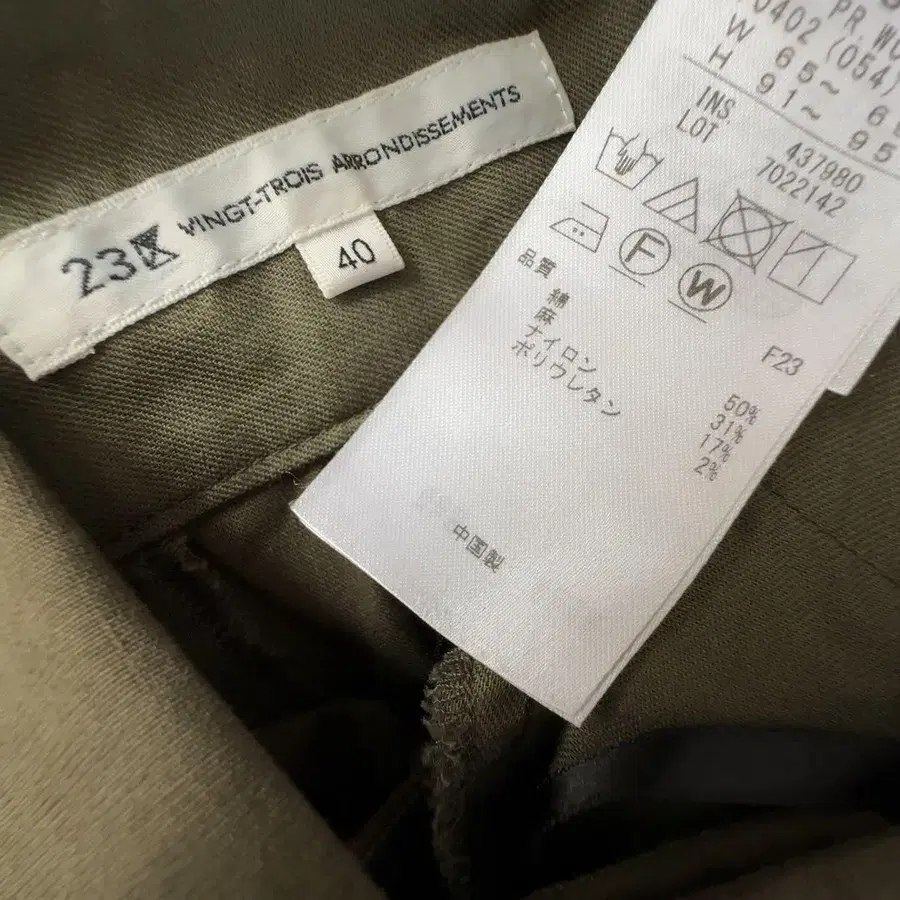 23区 VINGT-TROIS ARRONDISSEMENTS
40
PR WC
0402 (054)
W 65~ 6
H 91~ 95
INS 437980
LOT 7022142
F
W
F23
品質
綿 50%
麻 31%
ナイロン 17%
ポリウレタン 2%
中国製